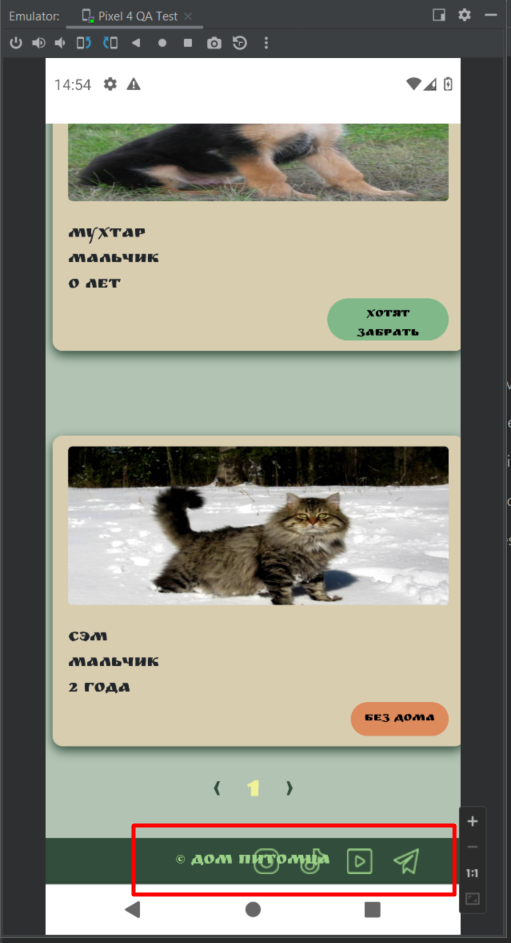 Emulator: Pixel 4 QA Test
14:54
МУХТАР
МАЛЬЧИК
0 ЛЕТ
ХОТЯТ
ЗАБРАТЬ
СЭМ
МАЛЬЧИК
2 ГОДА
БЕЗ ДОМА
1
© ДОМ ПИТОМЦА
1:1